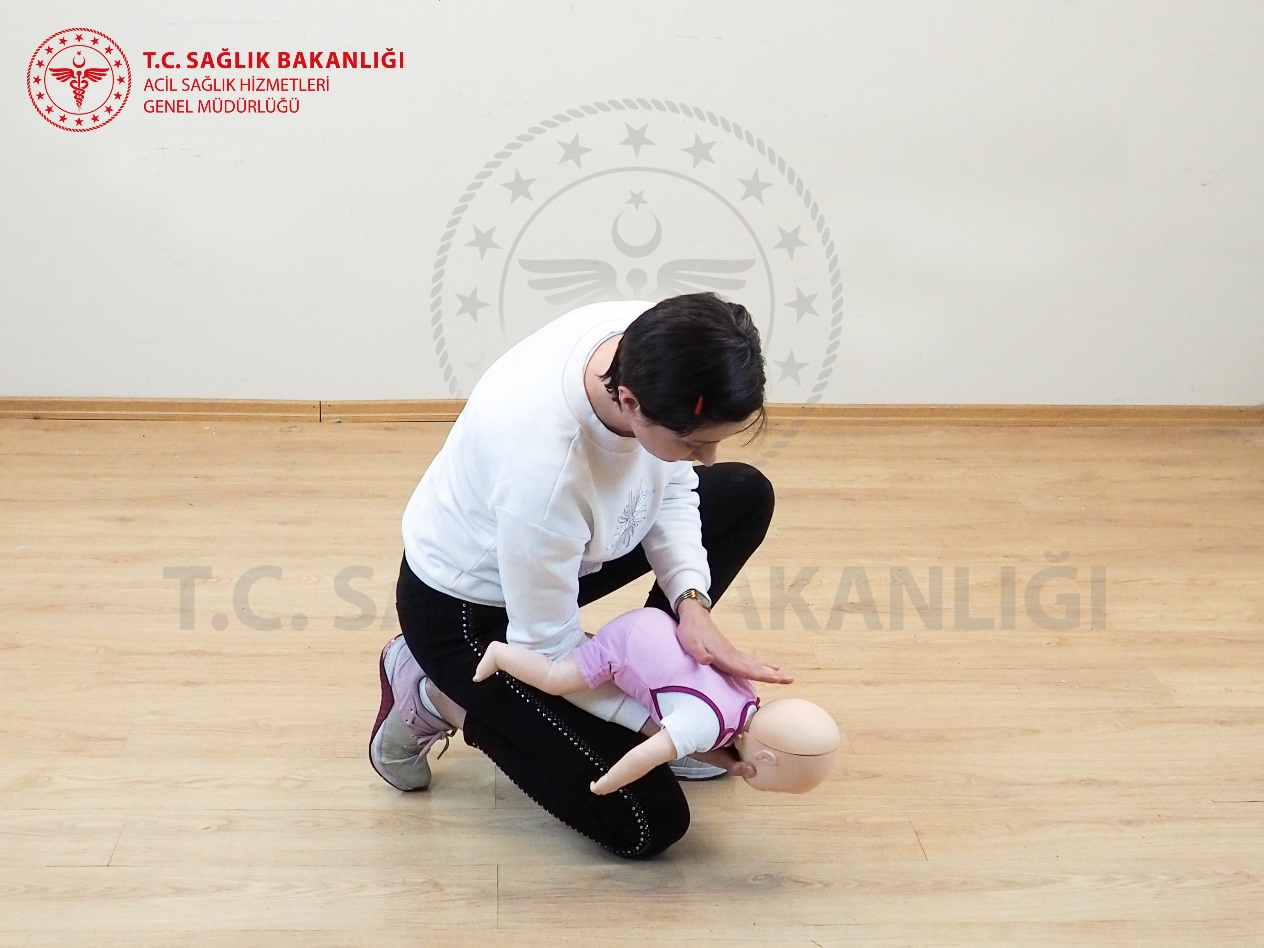 T.C. SAĞLIK BAKANLIĞI
ACİL SAĞLIK HİZMETLERİ
GENEL MÜDÜRLÜĞÜ